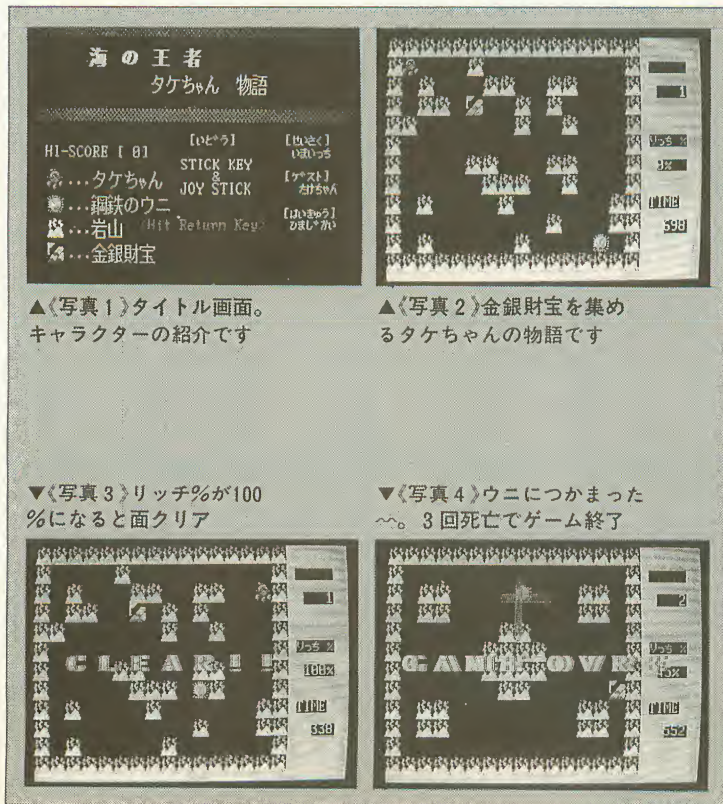 海の王者
タケちゃん 物語
HI-SCORE [ 0]
…タケちゃん
…鋼鉄のウニ
…岩山
…金銀財宝
[いどう]
STICK KEY
&
JOY STICK
Hit Return Key
[せいさく]
いまいっち
[ゲスト]
たけちゃん
[はいきゅう]
ひまじかい
1
りっち %
TIME
598
▲《写真1》タイトル画面。
キャラクターの紹介です
▲《写真2》金銀財宝を集め
るタケちゃんの物語です
▼《写真3》リッチ%が100
%になると面クリア
▼《写真4》ウニにつかまった
〜。3回死亡でゲーム終了
CLEAR!!
1
りっち %
100%
TIME
338
2
りっち %
TIME
552